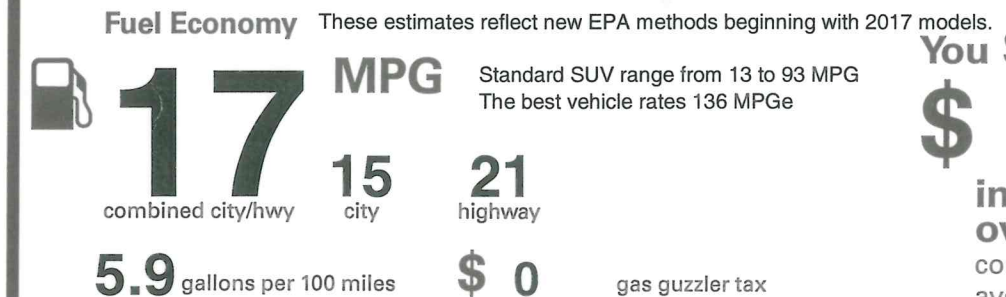 Fuel Economy These estimates reflect new EPA methods beginning with 2017 models.
You
$
17 MPG
Standard SUV range from 13 to 93 MPG
The best vehicle rates 136 MPGe
15 21
combined city/hwy city highway
in
ov
co
5.9 gallons per 100 miles $ 0 gas guzzler tax